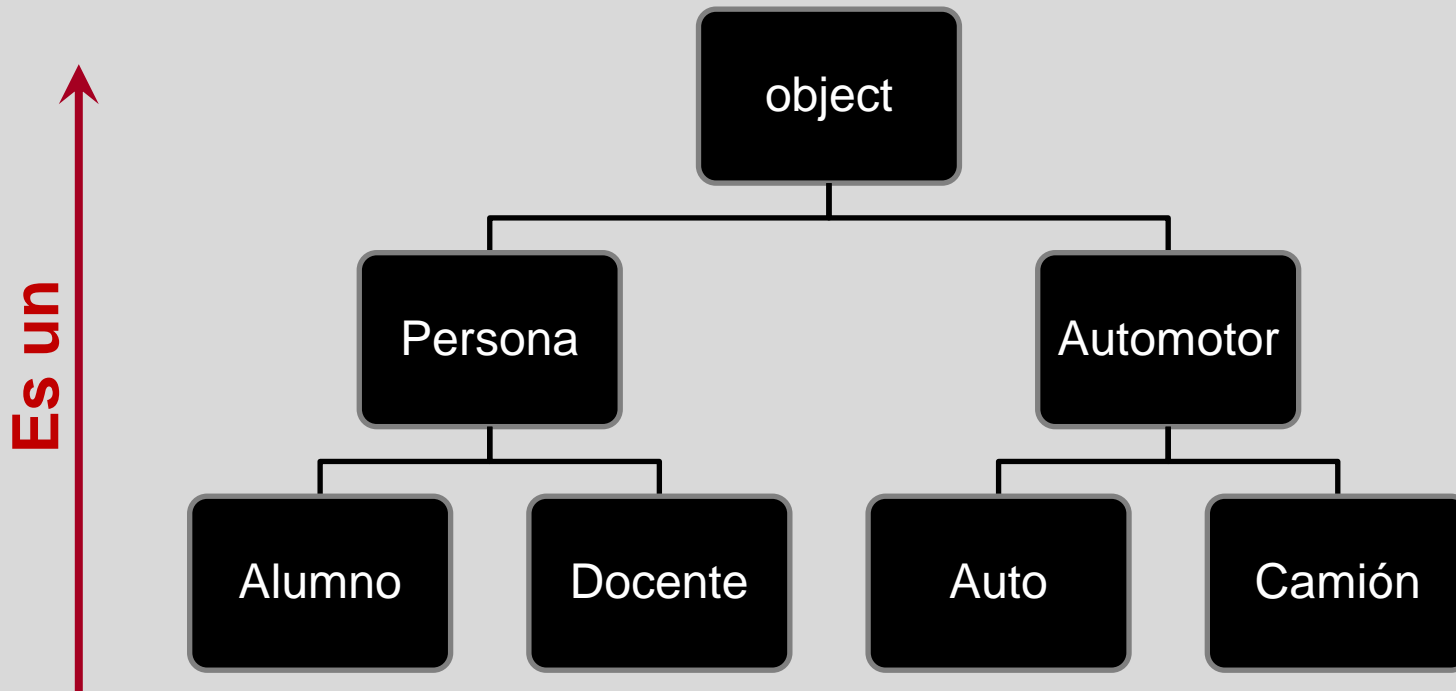 object
Es un
Persona
Automotor
Alumno
Docente
Auto
Camión